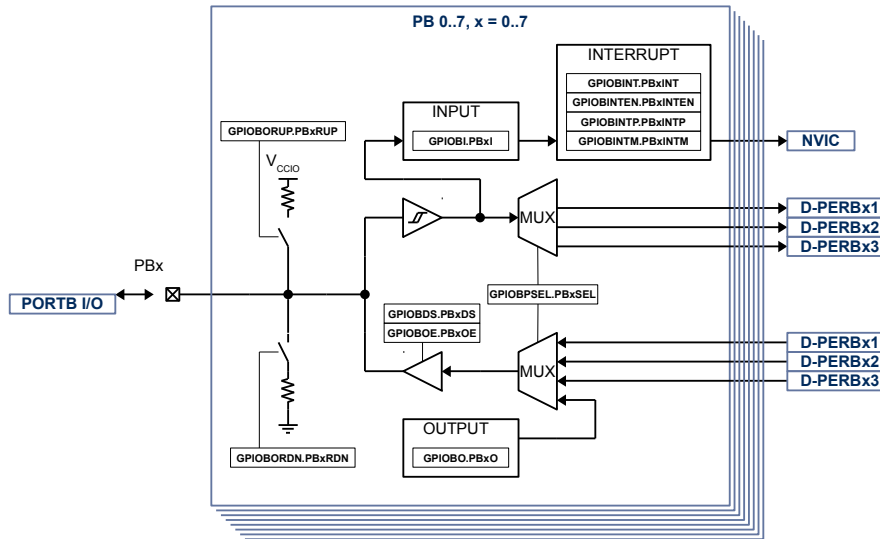 PB 0..7, x = 0..7
INTERRUPT
GPIOBINT.PBxINT
GPIOBINTEN.PBxINTEN
GPIOBINTP.PBxINTP
GPIOBINTM.PBxINTM
INPUT
GPIOBI.PBxI
NVIC
GPIOBORUP.PBxRUP
VCCIO
MUX
D-PERBx1
D-PERBx2
D-PERBx3
PBx
PORTB I/O
GPIOBPSEL.PBxSEL
GPIOBDS.PBxDS
GPIOBOE.PBxOE
MUX
D-PERBx1
D-PERBx2
D-PERBx3
OUTPUT
GPIOBO.PBxO
GPIOBORDN.PBxRDN